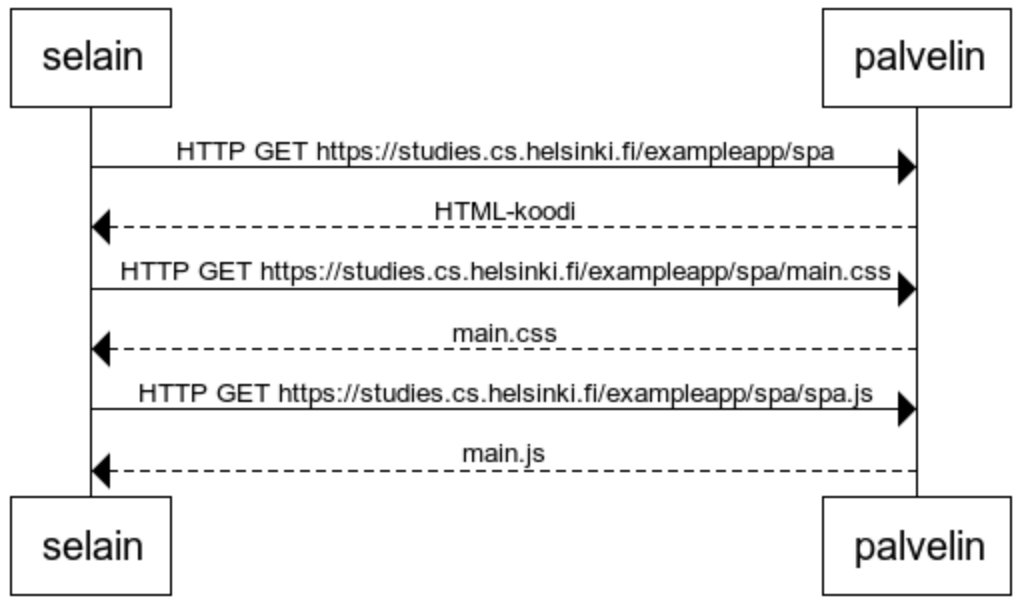 selain
palvelin
HTTP GET https://studies.cs.helsinki.fi/exampleapp/spa
HTML-koodi
HTTP GET https://studies.cs.helsinki.fi/exampleapp/spa/main.css
main.css
HTTP GET https://studies.cs.helsinki.fi/exampleapp/spa/spa.js
main.js
selain
palvelin